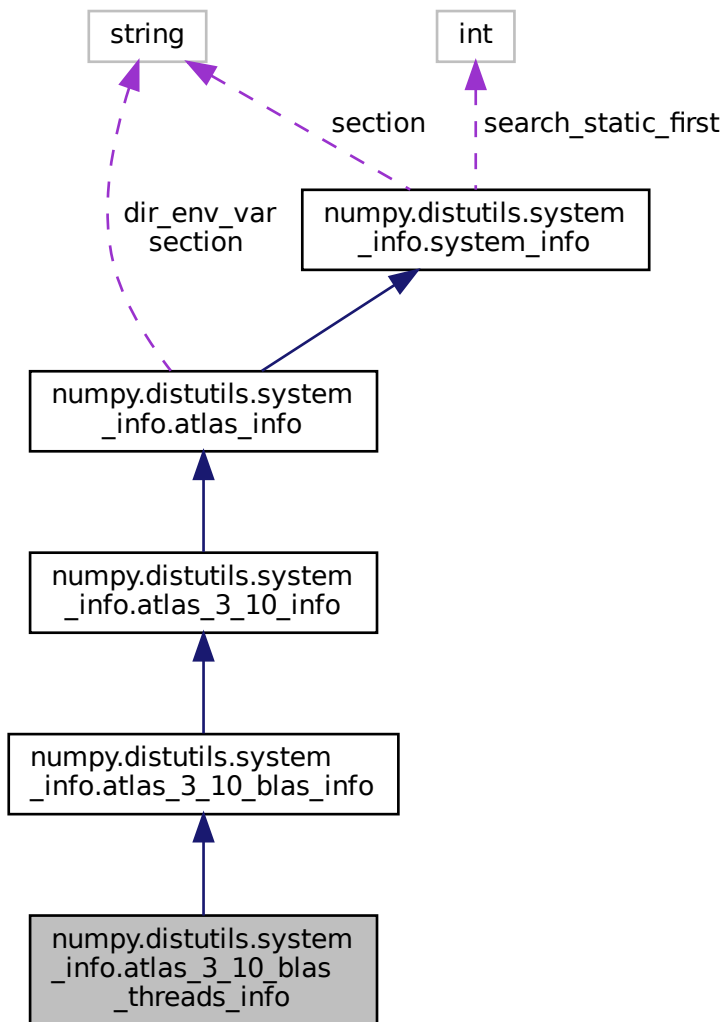 string
int
section
search_static_first
dir_env_var
section
numpy.distutils.system
_info.system_info
numpy.distutils.system
_info.atlas_info
numpy.distutils.system
_info.atlas_3_10_info
numpy.distutils.system
_info.atlas_3_10_blas_info
numpy.distutils.system
_info.atlas_3_10_blas
_threads_info